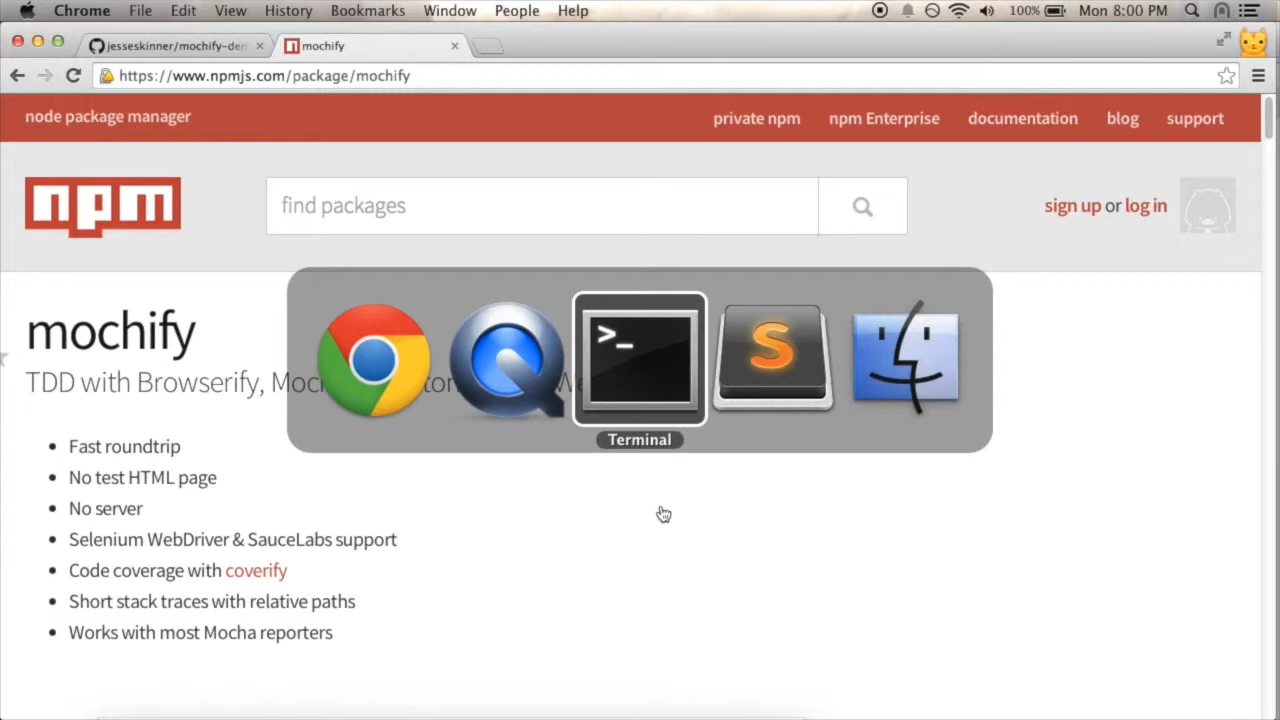 Chrome File Edit View History Bookmarks Window People Help 100% Mon 8:00 PM
jesseskinner/mochify-den mochify
https://www.npmjs.com/package/mochify
node package manager private npm npm Enterprise documentation blog support
npm find packages sign up or log in
>_ S
mochify
TDD with Browserify,
Terminal
Fast roundtrip
No test HTML page
No server
Selenium WebDriver & SauceLabs support
Code coverage with coverify
Short stack traces with relative paths
Works with most Mocha reporters